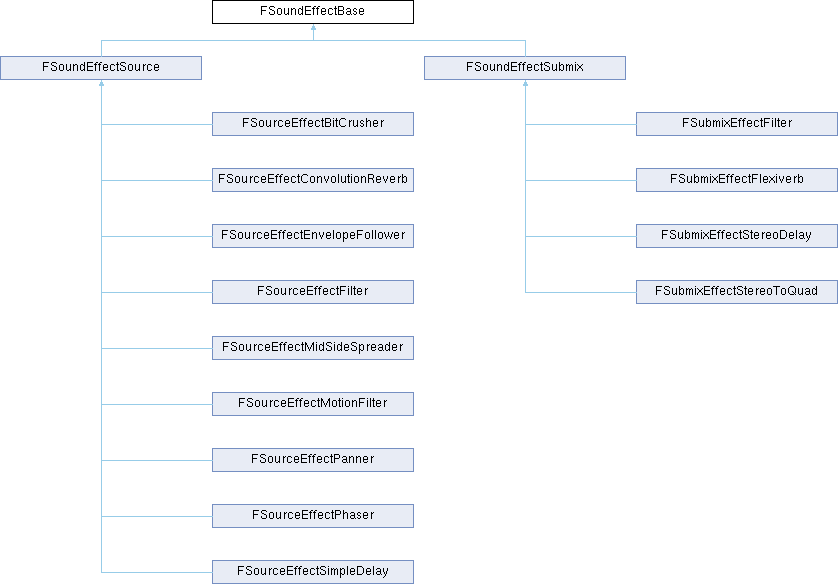 FSoundEffectBase
FSoundEffectSource
FSoundEffectSubmix
FSourceEffectBitCrusher
FSubmixEffectFilter
FSourceEffectConvolutionReverb
FSubmixEffectFlexiverb
FSourceEffectEnvelopeFollower
FSubmixEffectStereoDelay
FSourceEffectFilter
FSubmixEffectStereoToQuad
FSourceEffectMidSideSpreader
FSourceEffectMotionFilter
FSourceEffectPanner
FSourceEffectPhaser
FSourceEffectSimpleDelay